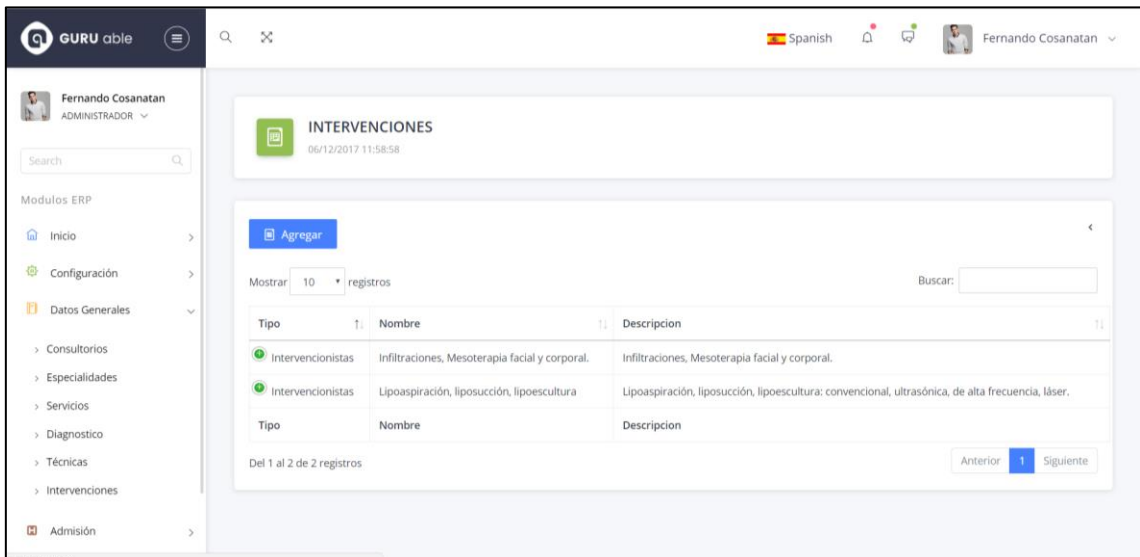 GURU able
Spanish
Fernando Cosanatan
Fernando Cosanatan
ADMINISTRADOR
Search
Modulos ERP
Inicio
Configuración
Datos Generales
Consultorios
Especialidades
Servicios
Diagnostico
Técnicas
Intervenciones
Admisión
INTERVENCIONES
06/12/2017 11:58:58
Agregar
Mostrar 10 registros
Buscar:
Tipo Nombre Descripcion
Intervencionistas Infiltraciones, Mesoterapia facial y corporal. Infiltraciones, Mesoterapia facial y corporal.
Intervencionistas Lipoaspiración, liposucción, lipoescultura Lipoaspiración, liposucción, lipoescultura: convencional, ultrasónica, de alta frecuencia, láser.
Tipo Nombre Descripcion
Del 1 al 2 de 2 registros
Anterior 1 Siguiente